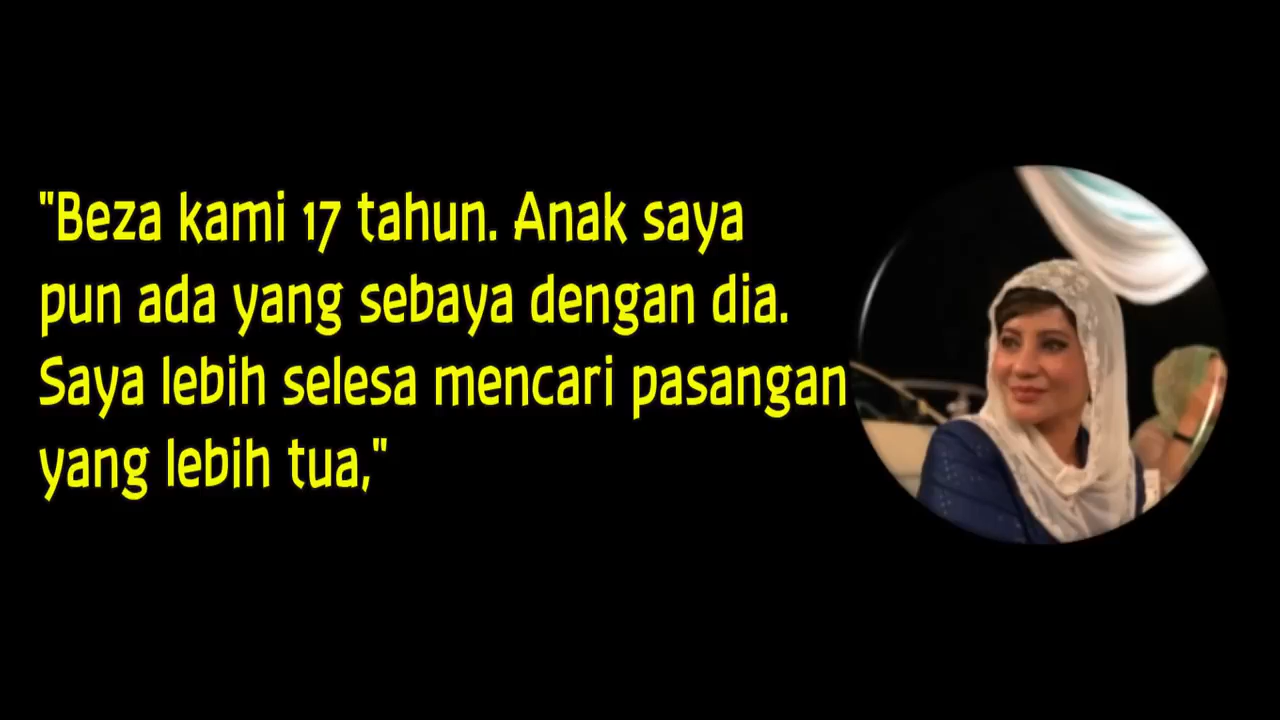 "Beza kami 17 tahun. Anak saya
pun ada yang sebaya dengan dia.
Saya lebih selesa mencari pasangan
yang lebih tua,"